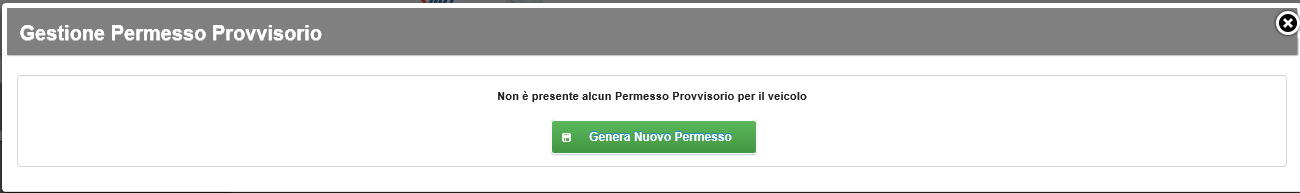 Gestione Permesso Provvisorio
Non è presente alcun Permesso Provvisorio per il veicolo
Genera Nuovo Permesso